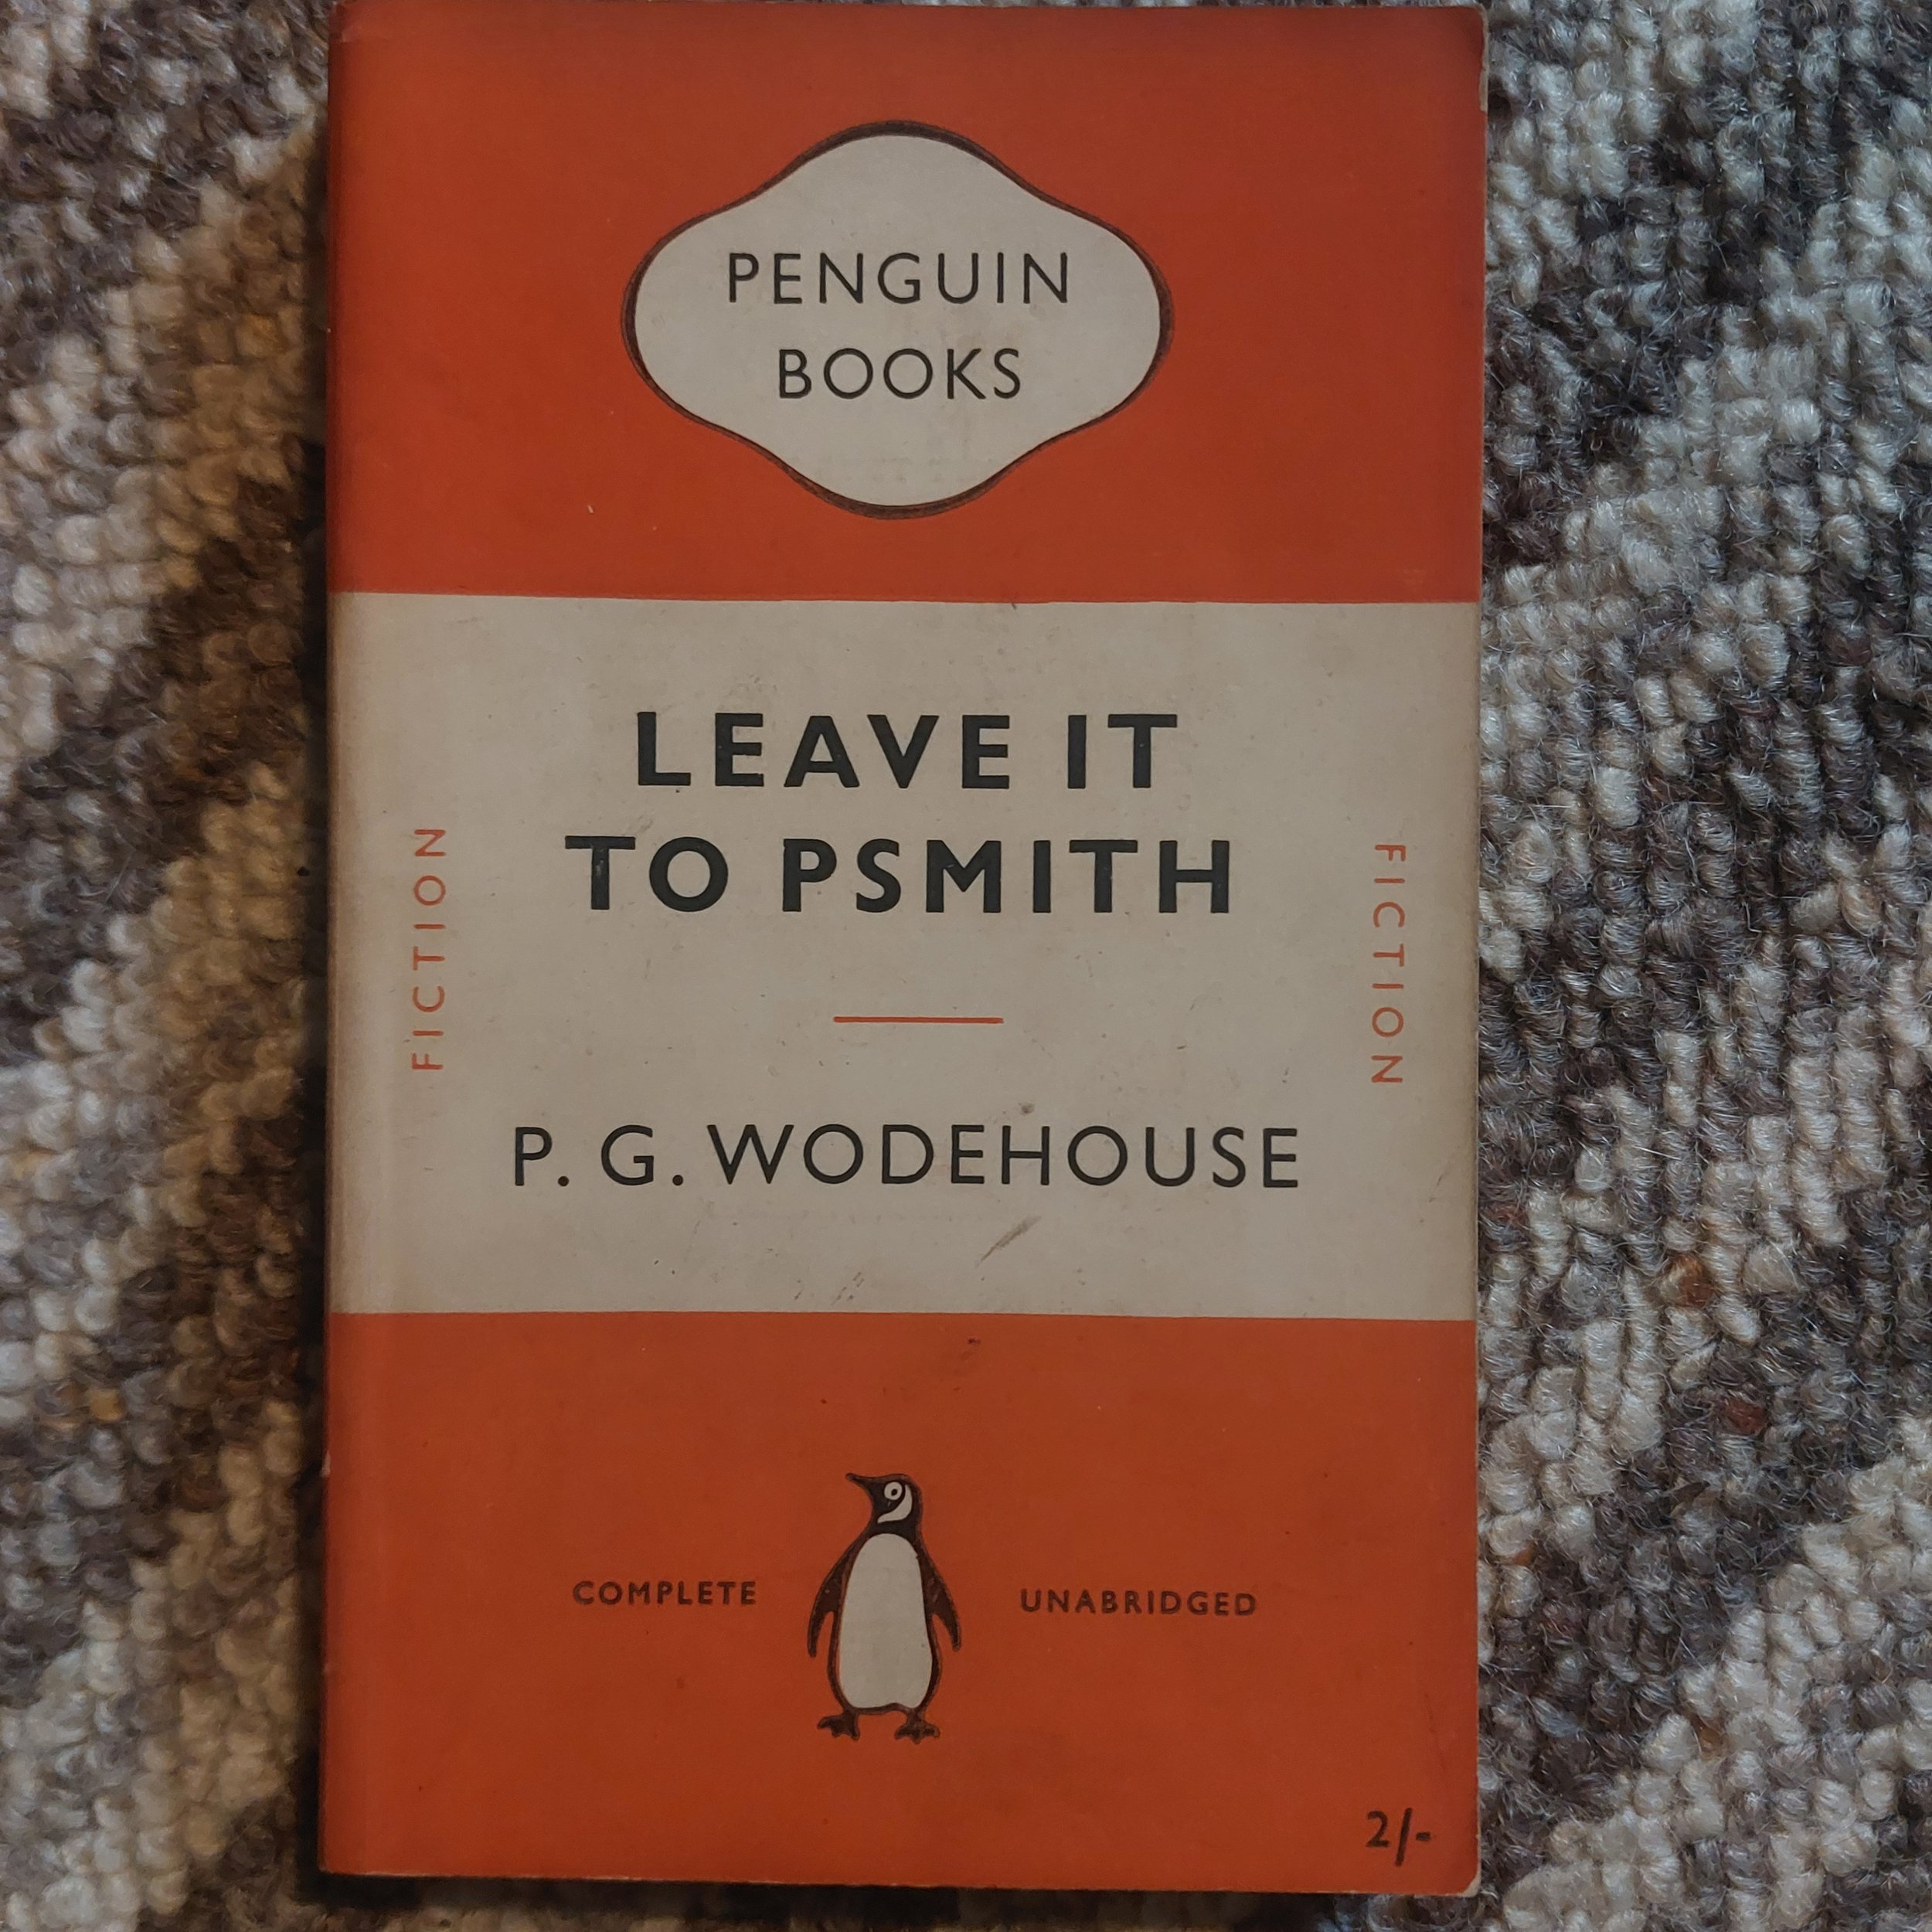 PENGUIN
BOOKS
LEAVE IT
TO PSMITH
FICTION
FICTION
P. G. WODEHOUSE
COMPLETE
UNABRIDGED
2/-